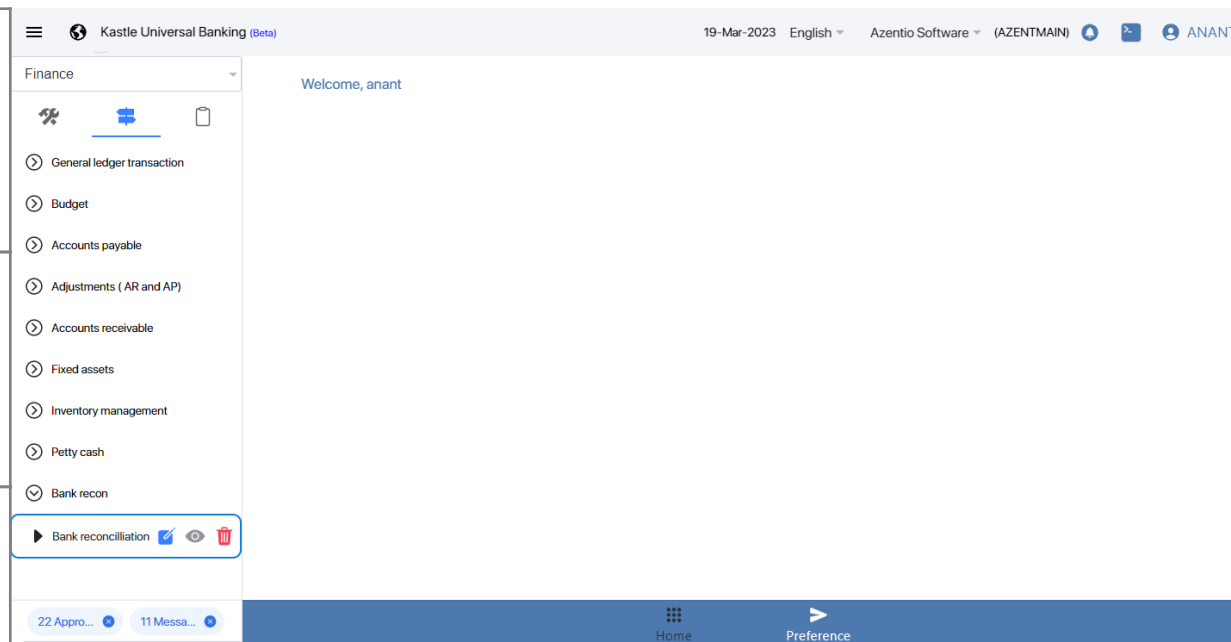 Kastle Universal Banking (Beta)
19-Mar-2023 English Azentio Software (AZENTMAIN) ANANT
Finance
Welcome, anant
General ledger transaction
Budget
Accounts payable
Adjustments ( AR and AP)
Accounts receivable
Fixed assets
Inventory management
Petty cash
Bank recon
Bank reconcilliation
22 Appro... 11 Messa...
Home Preference